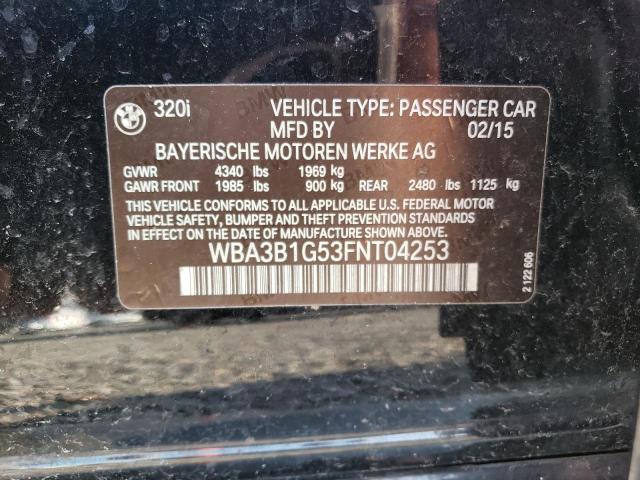 320i VEHICLE TYPE: PASSENGER CAR
MFD BY 02/15
BAYERISCHE MOTOREN WERKE AG
GVWR 4340 lbs 1969 kg
GAWR FRONT 1985 lbs 900 kg REAR 2480 lbs 1125 kg
THIS VEHICLE CONFORMS TO ALL APPLICABLE U.S. FEDERAL MOTOR
VEHICLE SAFETY, BUMPER AND THEFT PREVENTION STANDARDS
IN EFFECT ON THE DATE OF MANUFACTURE SHOWN ABOVE.
WBA3B1G53FNT04253
2 122 606